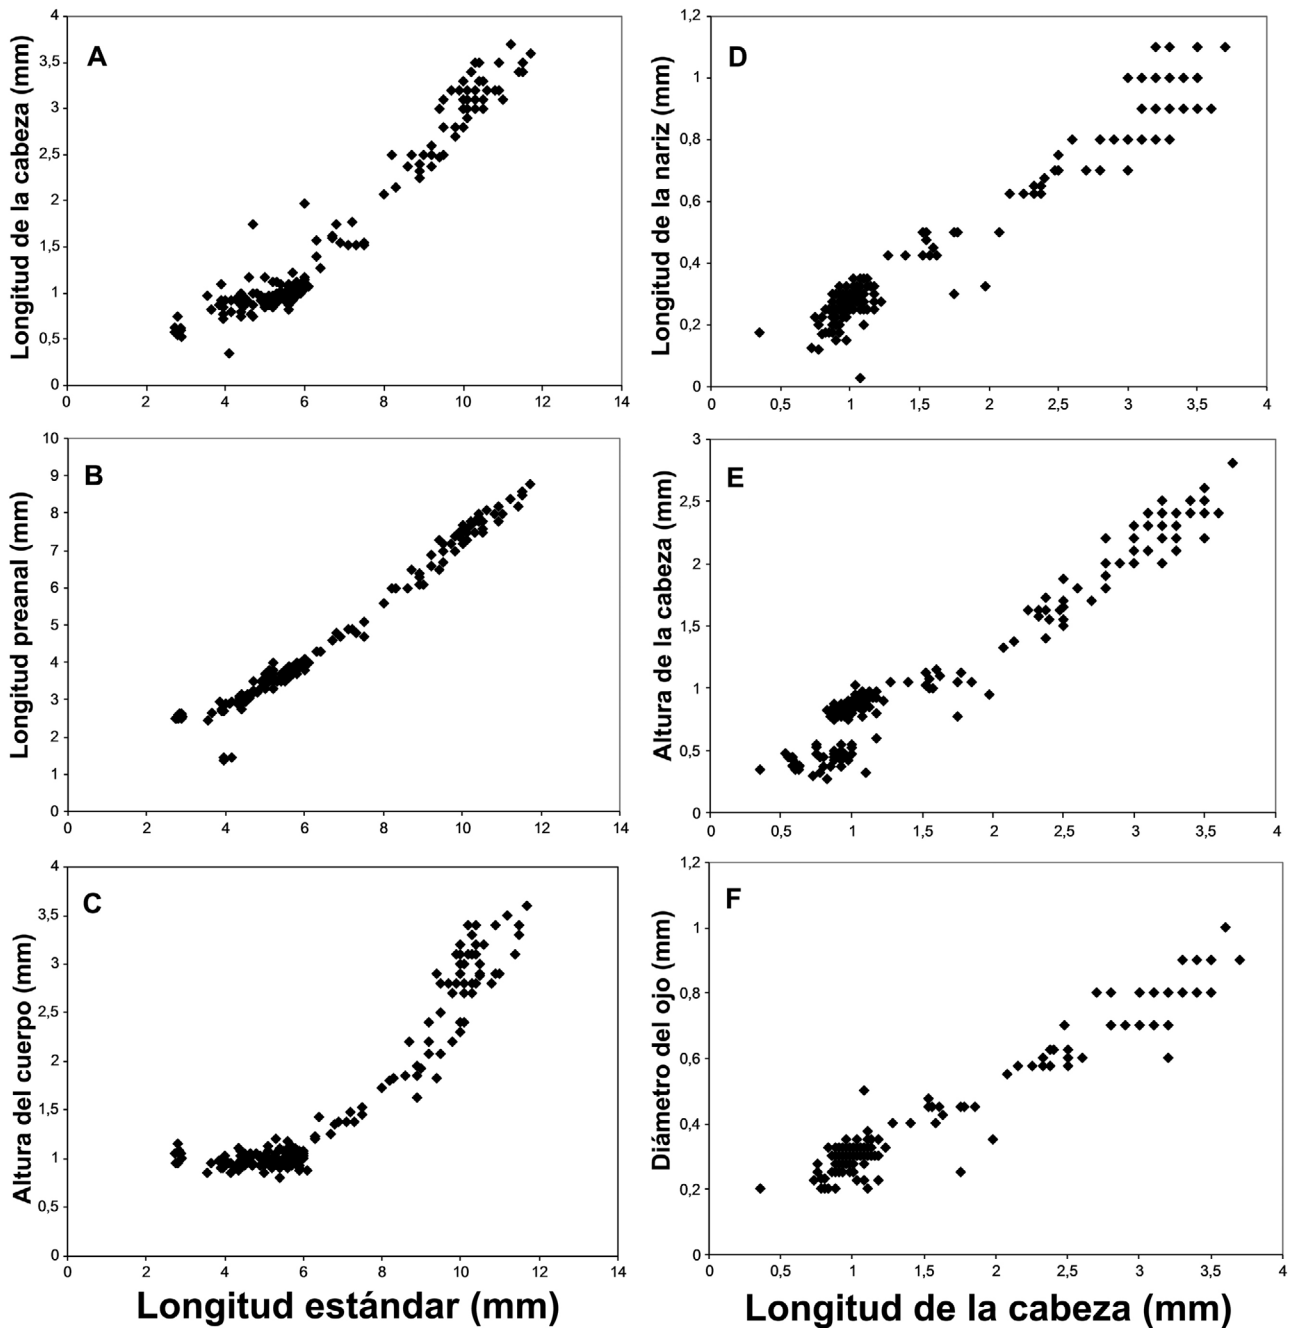 A
Longitud de la cabeza (mm)
4
3,5
3
2,5
2
1,5
1
0,5
0
0 2 4 6 8 10 12 14
B
Longitud preanal (mm)
10
9
8
7
6
5
4
3
2
1
0
0 2 4 6 8 10 12 14
C
Altura del cuerpo (mm)
4
3,5
3
2,5
2
1,5
1
0,5
0
0 2 4 6 8 10 12 14
Longitud estándar (mm)
D
Longitud de la nariz (mm)
1,2
1
0,8
0,6
0,4
0,2
0
0 0,5 1 1,5 2 2,5 3 3,5 4
E
Altura de la cabeza (mm)
3
2,5
2
1,5
1
0,5
0
0 0,5 1 1,5 2 2,5 3 3,5 4
F
Diámetro del ojo (mm)
1,2
1
0,8
0,6
0,4
0,2
0
0 0,5 1 1,5 2 2,5 3 3,5 4
Longitud de la cabeza (mm)